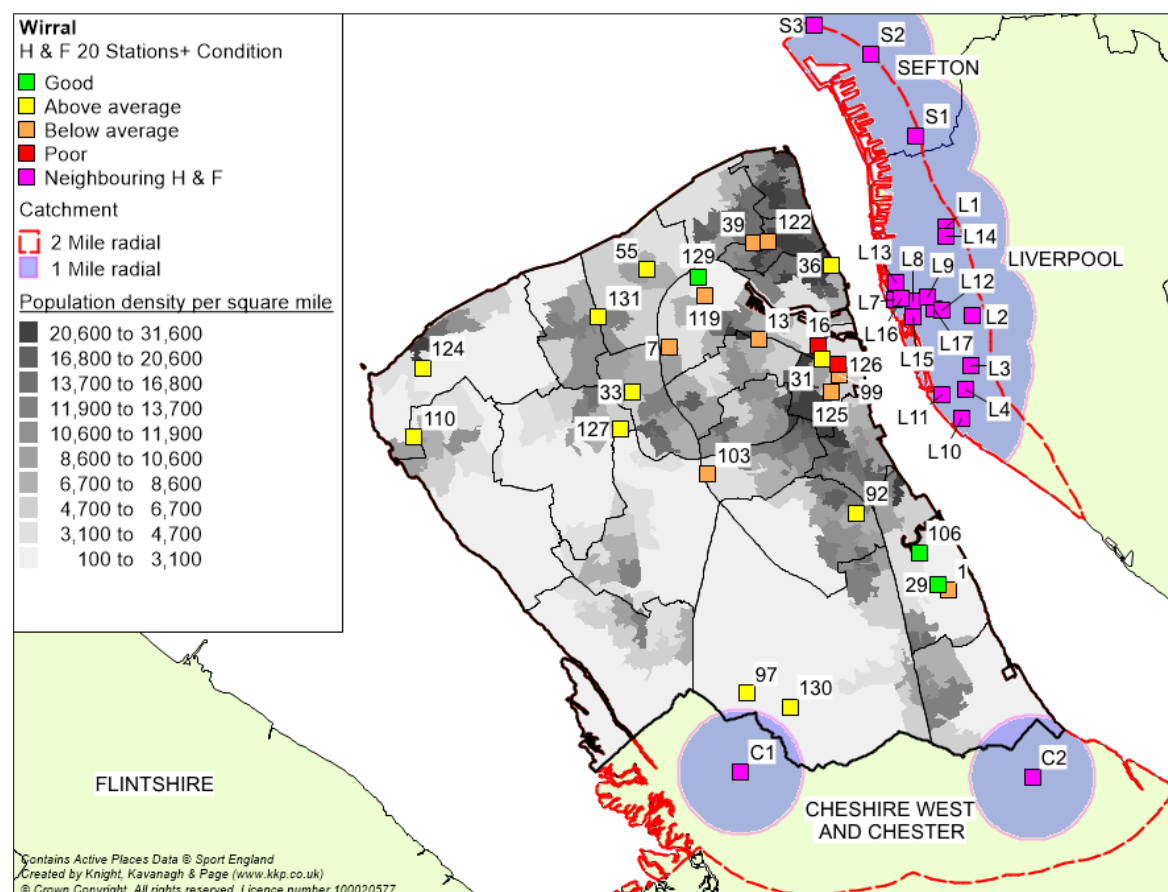 Wirral
H & F 20 Stations+ Condition
Good
Above average
Below average
Poor
Neighbouring H & F
Catchment
2 Mile radial
1 Mile radial
Population density per square mile
20,600 to 31,600
16,800 to 20,600
13,700 to 16,800
11,900 to 13,700
10,600 to 11,900
8,600 to 10,600
6,700 to 8,600
4,700 to 6,700
3,100 to 4,700
100 to 3,100
S3
S2
SEFTON
S1
L1
L14
LIVERPOOL
L13
L8
L9
L12
L7
L16
L17
L2
L15
L3
L4
L11
L10
39
122
55
129
36
131
119
13
16
7
126
31
99
125
124
33
110
127
103
92
106
29
1
97
130
C1
C2
FLINTSHIRE
CHESHIRE WEST
AND CHESTER
Contains Active Places Data © Sport England
Created by Knight, Kavanagh & Page (www.kkp.co.uk)
© Crown Copyright. All rights reserved. Licence number 100020577